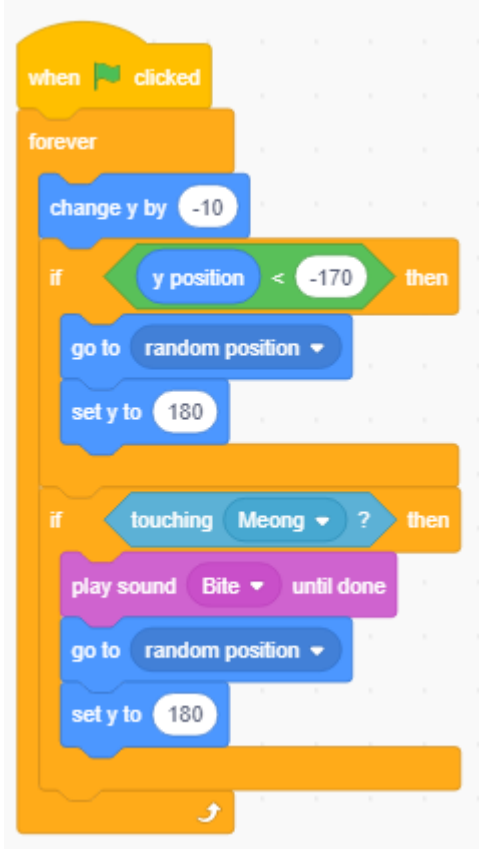 when clicked
forever
change y by -10
if y position < -170 then
go to random position
set y to 180
if touching Meong ? then
play sound Bite until done
go to random position
set y to 180